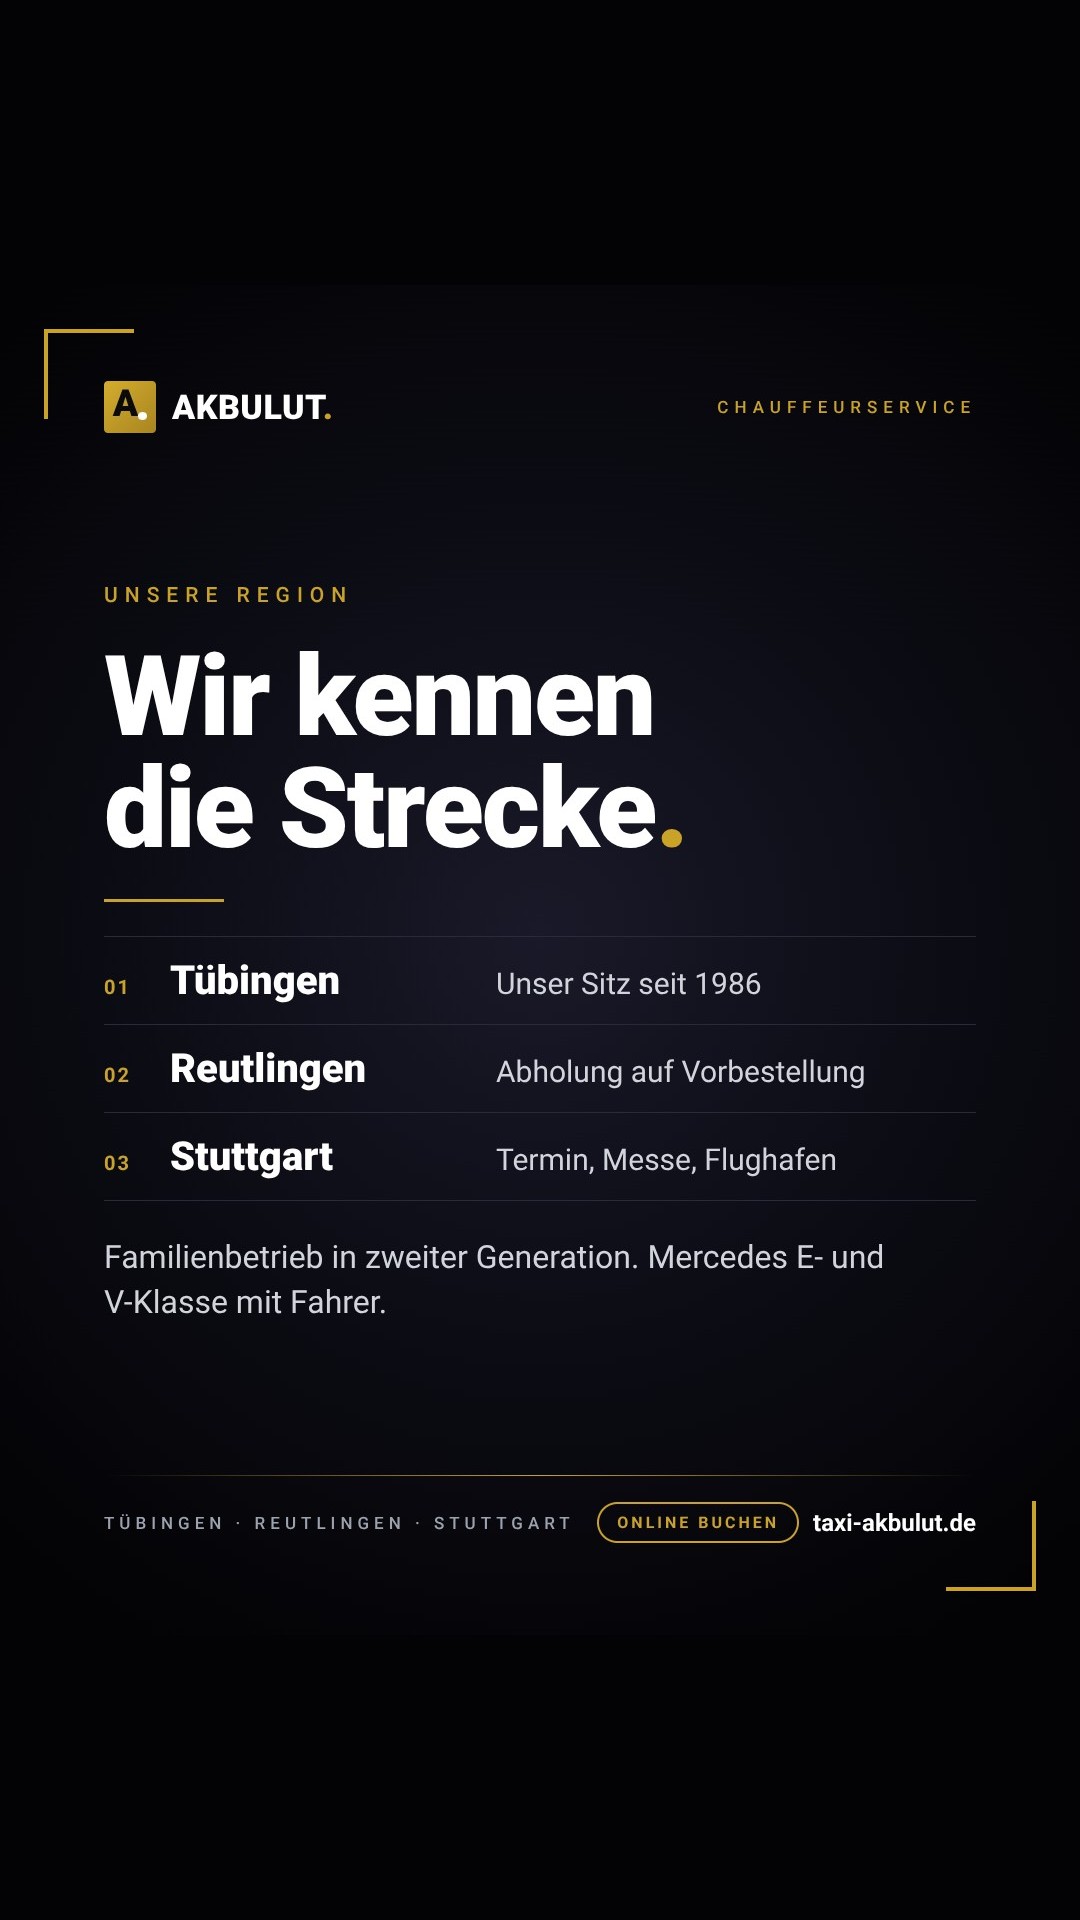 A.
AKBULUT.
CHAUFFEURSERVICE
UNSERE REGION
Wir kennen
die Strecke.
01 Tübingen Unser Sitz seit 1986
02 Reutlingen Abholung auf Vorbestellung
03 Stuttgart Termin, Messe, Flughafen
Familienbetrieb in zweiter Generation. Mercedes E- und
V-Klasse mit Fahrer.
TÜBINGEN · REUTLINGEN · STUTTGART ONLINE BUCHEN taxi-akbulut.de